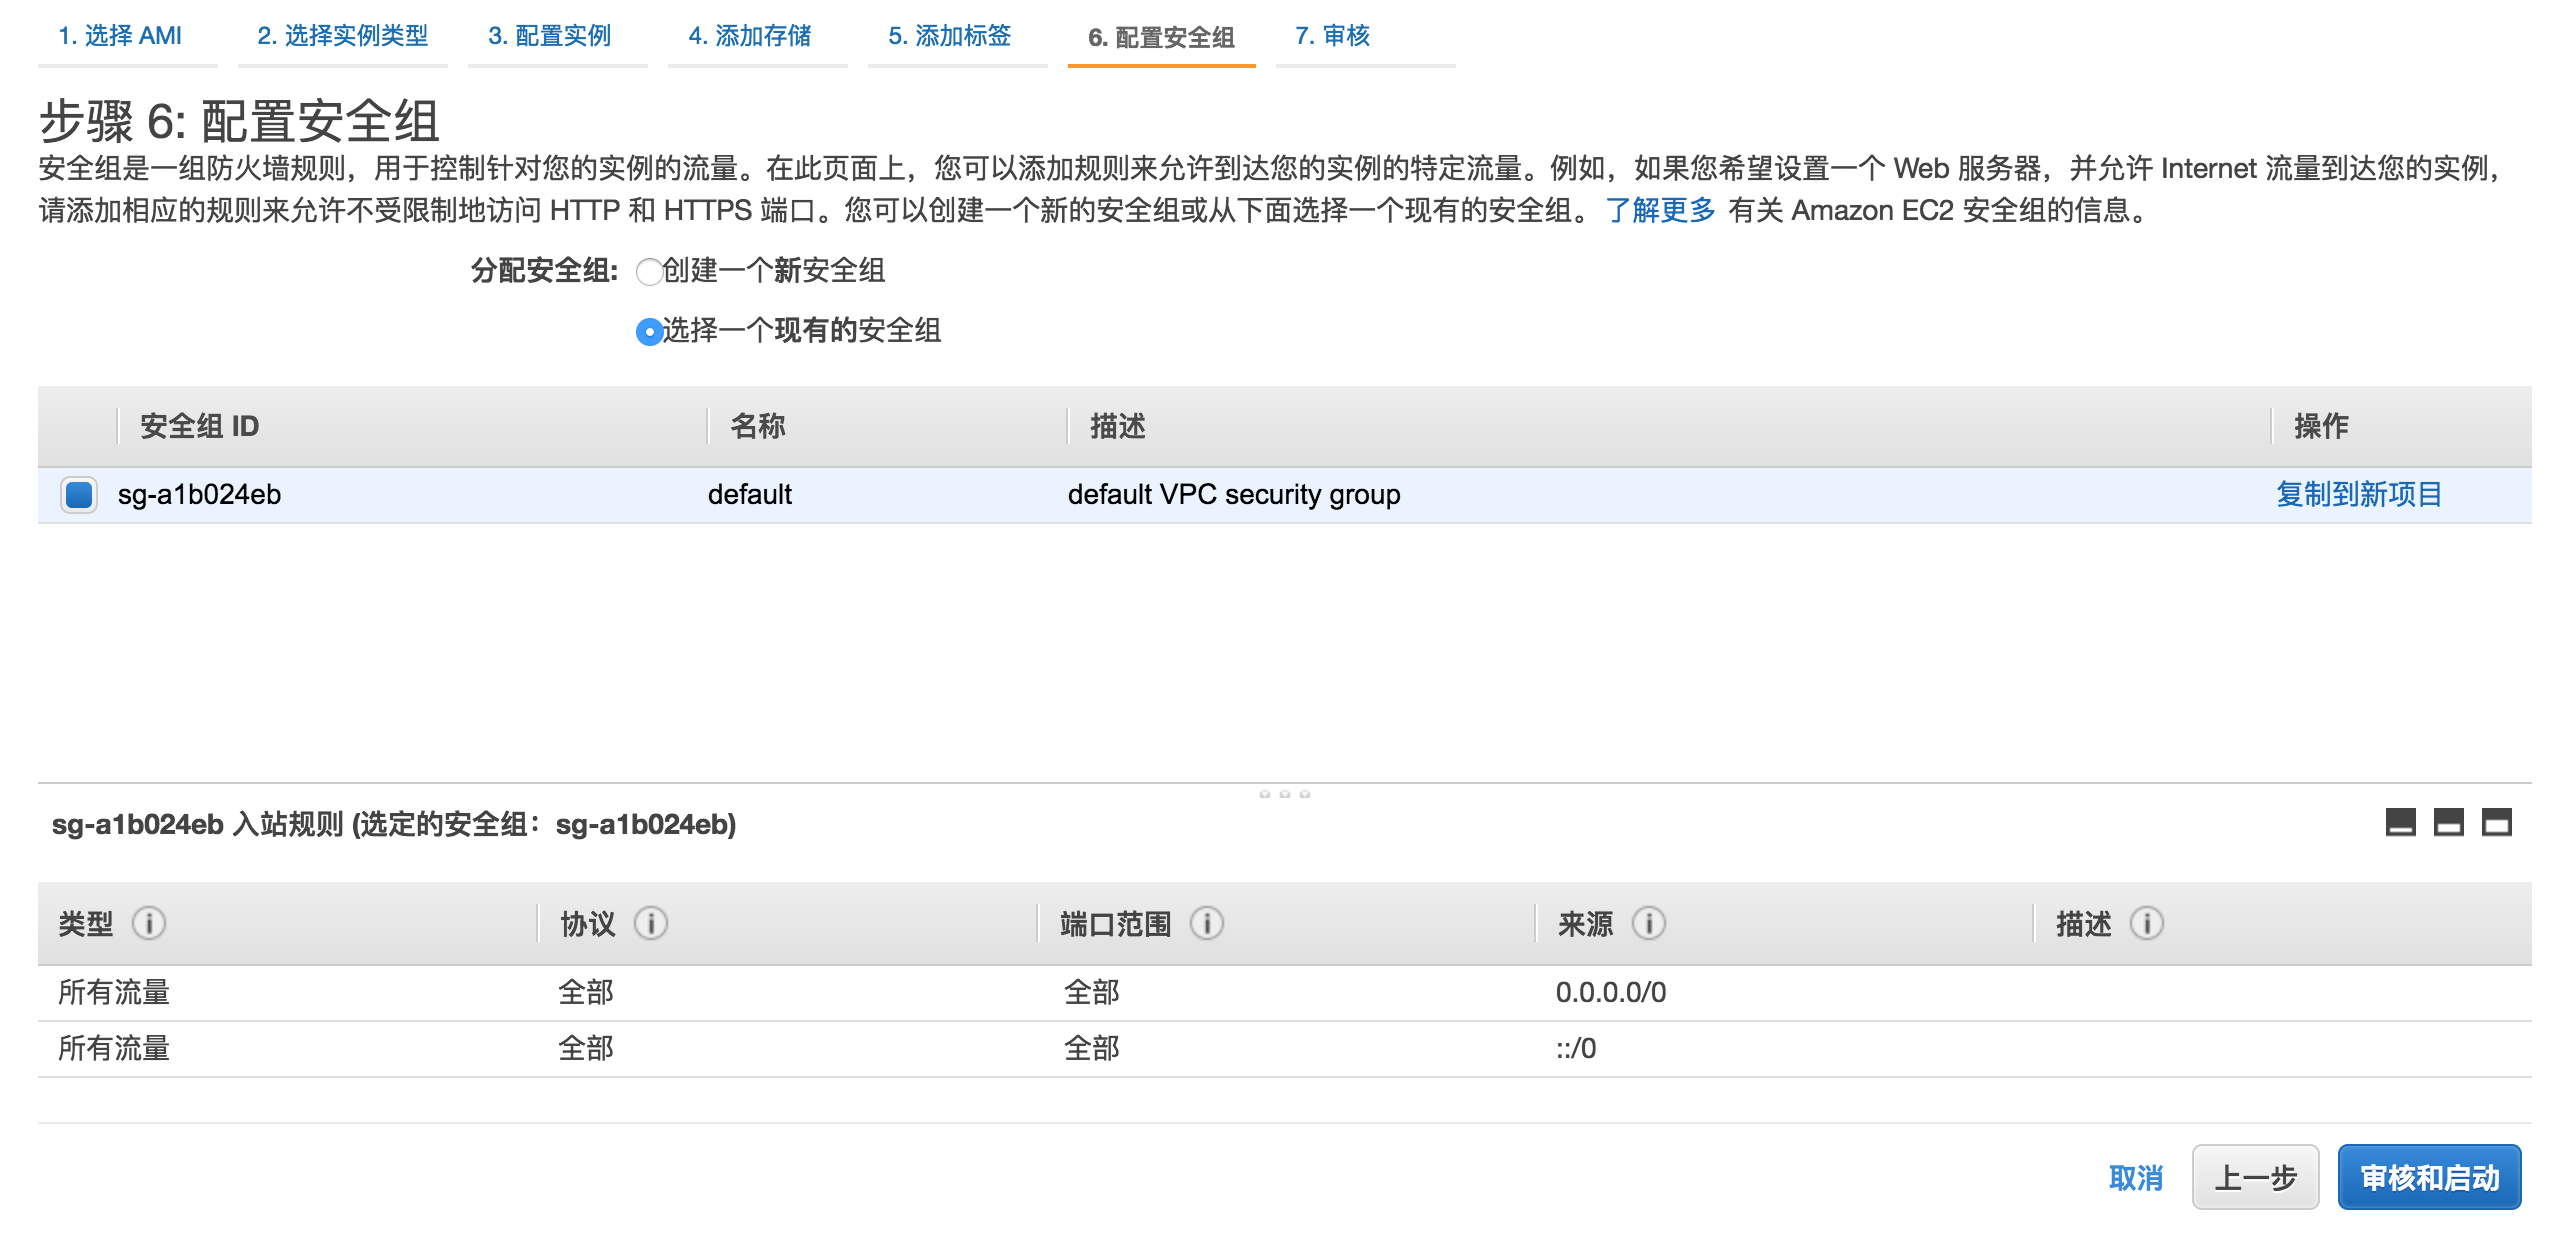 1. 选择 AMI 2. 选择实例类型 3. 配置实例 4. 添加存储 5. 添加标签 6. 配置安全组 7. 审核
步骤 6: 配置安全组
安全组是一组防火墙规则，用于控制针对您的实例的流量。在此页面上，您可以添加规则来允许到达您的实例的特定流量。例如，如果您希望设置一个 Web 服务器，并允许 Internet 流量到达您的实例，
请添加相应的规则来允许不受限制地访问 HTTP 和 HTTPS 端口。您可以创建一个新的安全组或从下面选择一个现有的安全组。了解更多 有关 Amazon EC2 安全组的信息。
分配安全组: 创建一个新安全组
选择一个现有的安全组
安全组 ID 名称 描述 操作
sg-a1b024eb default default VPC security group 复制到新项目
sg-a1b024eb 入站规则 (选定的安全组：sg-a1b024eb)
类型 协议 端口范围 来源 描述
所有流量 全部 全部 0.0.0.0/0
所有流量 全部 全部 ::/0
取消 上一步 审核和启动